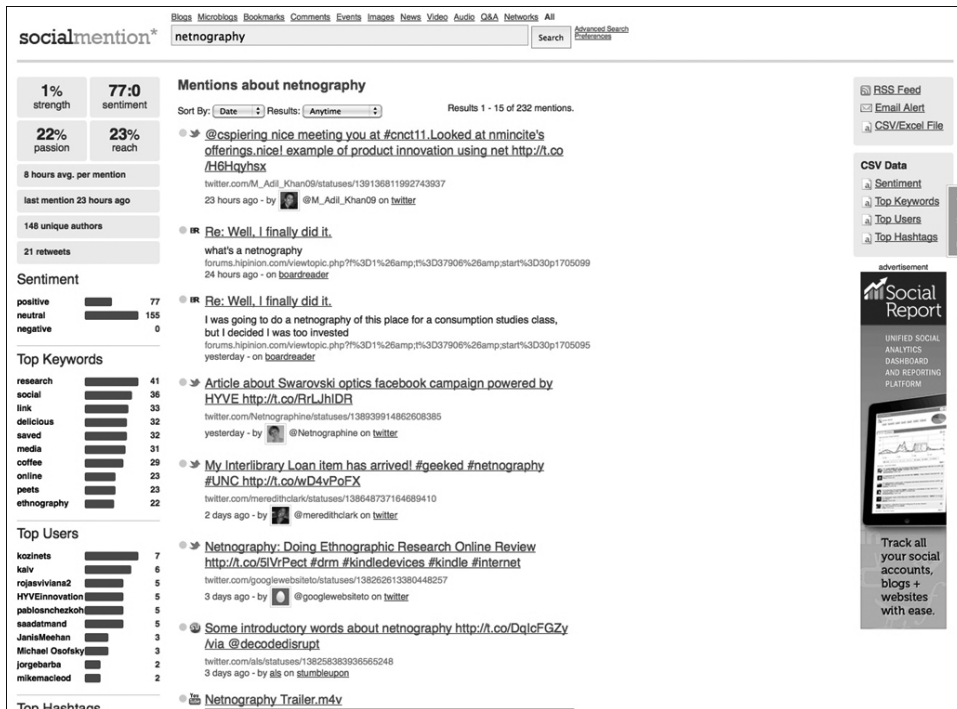 Blogs Microblogs Bookmarks Comments Events Images News Video Audio Q&A Networks All
socialmention*
netnography
Search
Advanced Search
Preferences
1%
strength
77:0
sentiment
22%
passion
23%
reach
8 hours avg. per mention
last mention 23 hours ago
148 unique authors
21 retweets
Sentiment
positive 77
neutral 155
negative 0
Top Keywords
research 41
social 36
link 33
delicious 32
saved 32
media 31
coffee 29
online 23
peets 23
ethnography 22
Top Users
kozinets 7
kalv 6
rojasviviana2 5
HYVEinnovation 5
pablosnchezkoh 5
saadatmand 5
JanisMeehan 3
Michael Osofsky 3
jorgebarba 2
mikemacleod 2
Top Hashtags
Mentions about netnography
Sort By: Date Results: Anytime
Results 1 - 15 of 232 mentions.
@cspiering nice meeting you at #cnct11.Looked at nmincite's
offerings.nice! example of product innovation using net http://t.co
/H6Hqyhsx
twitter.com/M_Adil_Khan09/statuses/139136811992743937
23 hours ago - by @M_Adil_Khan09 on twitter
BR Re: Well, I finally did it.
what's a netnography
forums.hipinion.com/viewtopic.php?f%3D1%26amp;t%3D37906%26amp;start%3D30p1705099
24 hours ago - on boardreader
BR Re: Well, I finally did it.
I was going to do a netnography of this place for a consumption studies class,
but I decided I was too invested
forums.hipinion.com/viewtopic.php?f%3D1%26amp;t%3D37906%26amp;start%3D30p1705095
yesterday - on boardreader
Article about Swarovski optics facebook campaign powered by
HYVE http://t.co/RrLJhIDR
twitter.com/Netnographine/statuses/138939914862608385
yesterday - by @Netnographine on twitter
My Interlibrary Loan item has arrived! #geeked #netnography
#UNC http://t.co/wD4vPoFX
twitter.com/meredithclark/statuses/138648737164689410
2 days ago - by @meredithclark on twitter
Netnography: Doing Ethnographic Research Online Review
http://t.co/5lVrPect #drm #kindledevices #kindle #internet
twitter.com/googlewebsiteto/statuses/138262613380448257
3 days ago - by @googlewebsiteto on twitter
Some introductory words about netnography http://t.co/DqIcFGZy
/via @decodedisrupt
twitter.com/als/statuses/138258383936565248
3 days ago - by als on stumbleupon
You Tube Netnography Trailer.m4v
RSS Feed
Email Alert
CSV/Excel File
CSV Data
Sentiment
Top Keywords
Top Users
Top Hashtags
advertisement
Social
Report
UNIFIED SOCIAL
ANALYTICS
DASHBOARD
AND REPORTING
PLATFORM
Track all
your social
accounts,
blogs +
websites
with ease.